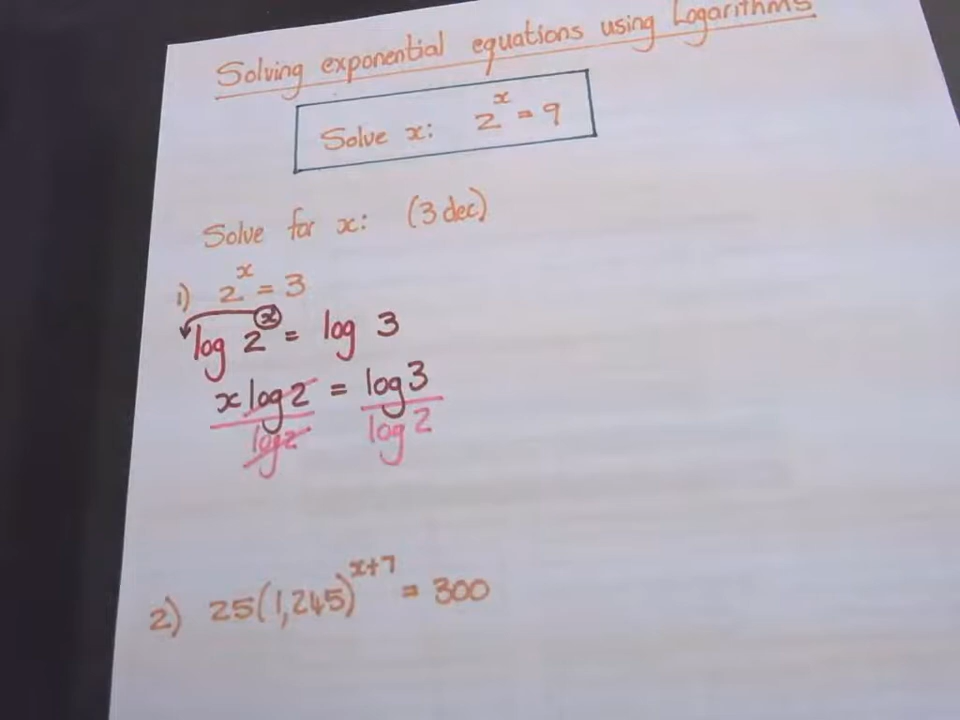 Solving exponential equations using Logarithms
Solve x: 2^x = 9
Solve for x: (3 dec)
1) 2^x = 3
log 2^x = log 3
x log 2 = log 3
log 2 log 2
2) 25(1,245)^(x+7) = 300